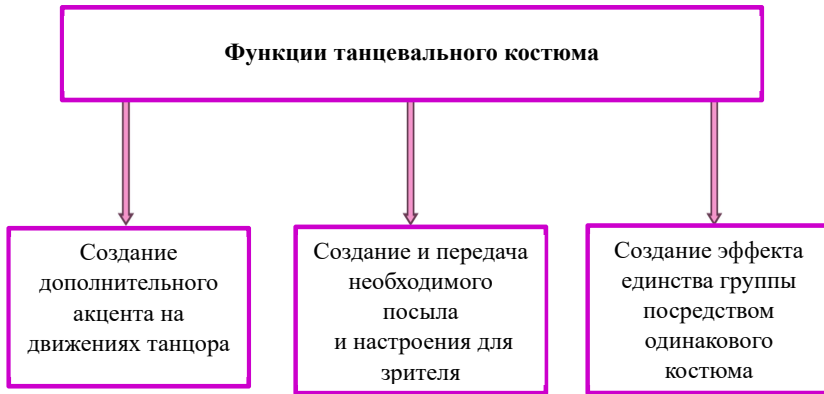 Функции танцевального костюма
Создание
дополнительного
акцента на
движениях танцора
Создание и передача
необходимого
посыла
и настроения для
зрителя
Создание эффекта
единства группы
посредством
одинакового
костюма